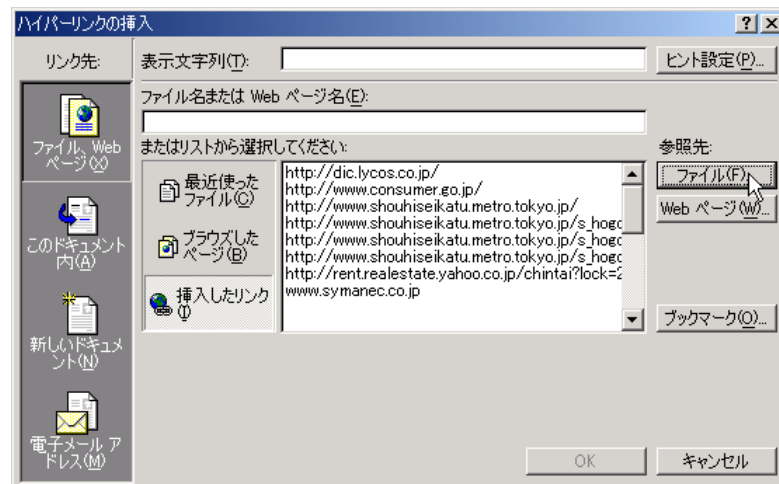 ハイパーリンクの挿入
リンク先:
表示文字列(T):
ヒント設定(P)...
ファイル、Web
ページ(X)
このドキュメント
内(A)
新しいドキュメ
ント(N)
電子メール ア
ドレス(M)
ファイル名または Web ページ名(E):
またはリストから選択してください:
最近使った
ファイル(C)
ブラウズした
ページ(B)
挿入したリンク
(I)
http://dic.lycos.co.jp/
http://www.consumer.go.jp/
http://www.shouhiseikatu.metro.tokyo.jp/
http://www.shouhiseikatu.metro.tokyo.jp/s_hogo
http://www.shouhiseikatu.metro.tokyo.jp/s_hogo
http://www.shouhiseikatu.metro.tokyo.jp/s_hogo
http://rent.realestate.yahoo.co.jp/chintai?lock=2
www.symanec.co.jp
参照先:
ファイル(F)...
Web ページ(W)...
ブックマーク(O)...
OK
キャンセル